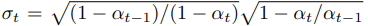 σ_t = √((1 − α_{t−1})/(1 − α_t)) √(1 − α_t/α_{t−1})